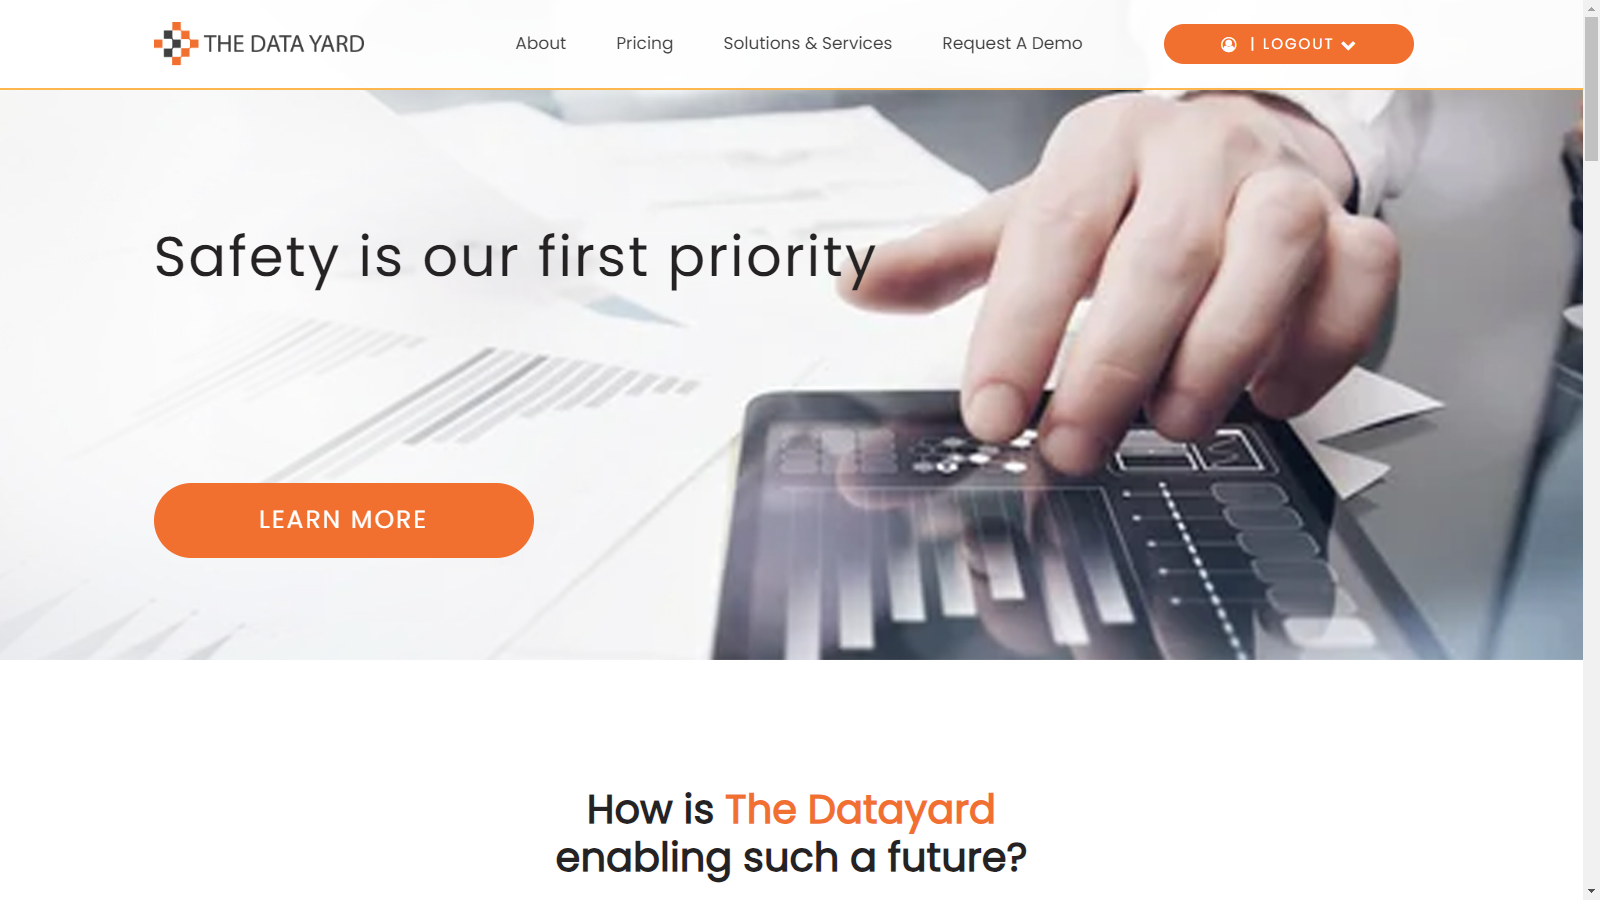 THE DATA YARD
About
Pricing
Solutions & Services
Request A Demo
| LOGOUT
Safety is our first priority
LEARN MORE
How is The Datayard
enabling such a future?